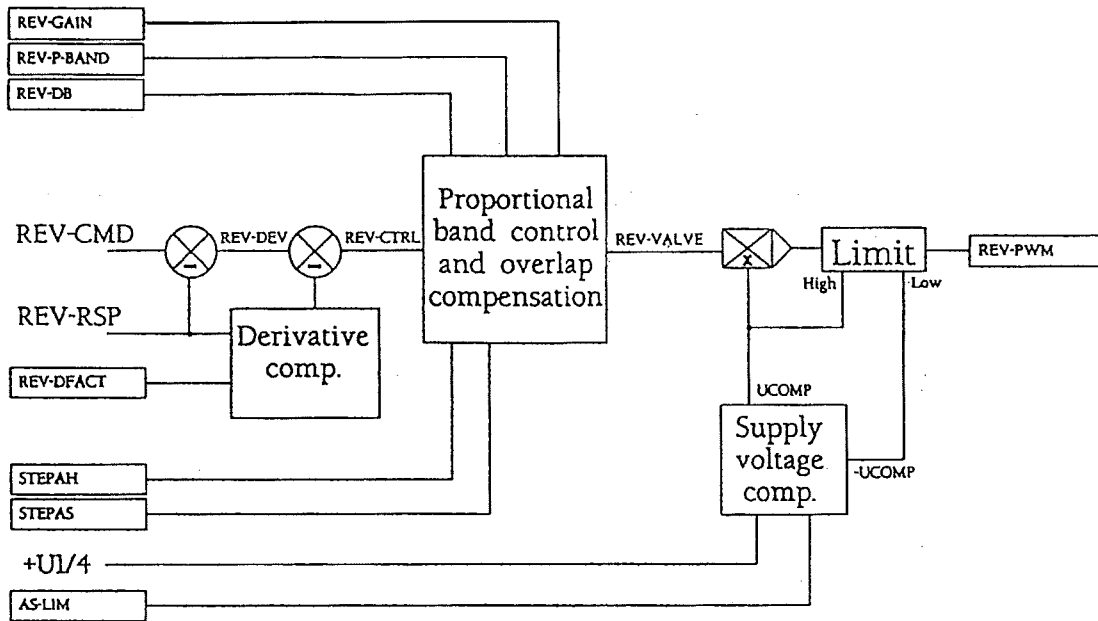 REV-GAIN
REV-P-BAND
REV-DB
Proportional
band control
and overlap
compensation
REV-CMD
-
REV-DEV
-
REV-CTRL
REV-VALVE
x
Limit
High
Low
REV-PWM
REV-RSP
Derivative
comp.
REV-DFACT
UCOMP
Supply
voltage
comp.
-UCOMP
STEPAH
STEPAS
+U1/4
AS-LIM